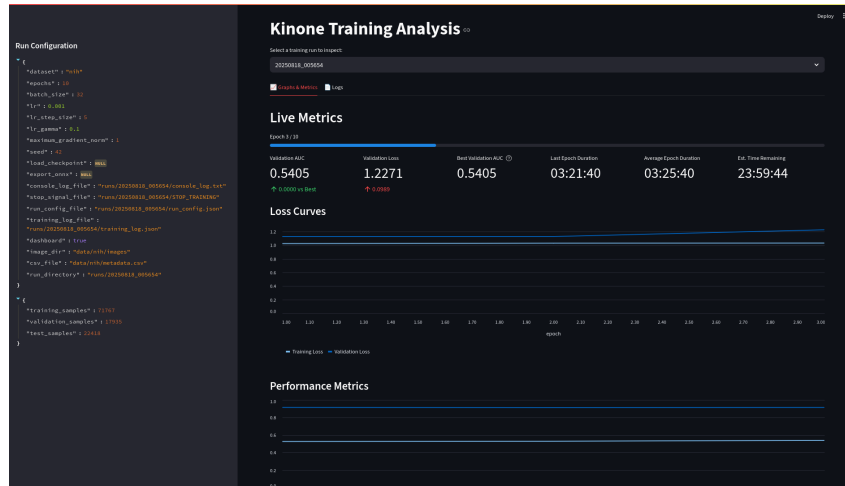 Deploy
Run Configuration
{
"dataset" : "nih"
"epochs" : 10
"batch_size" : 32
"lr" : 0.001
"lr_step_size" : 5
"lr_gamma" : 0.1
"maximum_gradient_norm" : 1
"seed" : 42
"load_checkpoint" : NULL
"export_onnx" : NULL
"console_log_file" : "runs/20250818_005654/console_log.txt"
"stop_signal_file" : "runs/20250818_005654/STOP_TRAINING"
"run_config_file" : "runs/20250818_005654/run_config.json"
"training_log_file" :
"runs/20250818_005654/training_log.json"
"dashboard" : true
"image_dir" : "data/nih/images"
"csv_file" : "data/nih/metadata.csv"
"run_directory" : "runs/20250818_005654"
}
{
"training_samples" : 71767
"validation_samples" : 17935
"test_samples" : 22416
}
Kinone Training Analysis
Select a training run to inspect:
20250818_005654
Graphs & Metrics Logs
Live Metrics
Epoch 3 / 10
Validation AUC Validation Loss Best Validation AUC Last Epoch Duration Average Epoch Duration Est. Time Remaining
0.5405 1.2271 0.5405 03:21:40 03:25:40 23:59:44
↑ 0.0000 vs Best ↑ 0.0989
Loss Curves
1.2
1.0
0.8
0.6
0.4
0.2
0.0
1.00 1.10 1.20 1.30 1.40 1.50 1.60 1.70 1.80 1.90 2.00 2.10 2.20 2.30 2.40 2.50 2.60 2.70 2.80 2.90 3.00
epoch
Training Loss Validation Loss
Performance Metrics
1.0
0.8
0.6
0.4
0.2
0.0